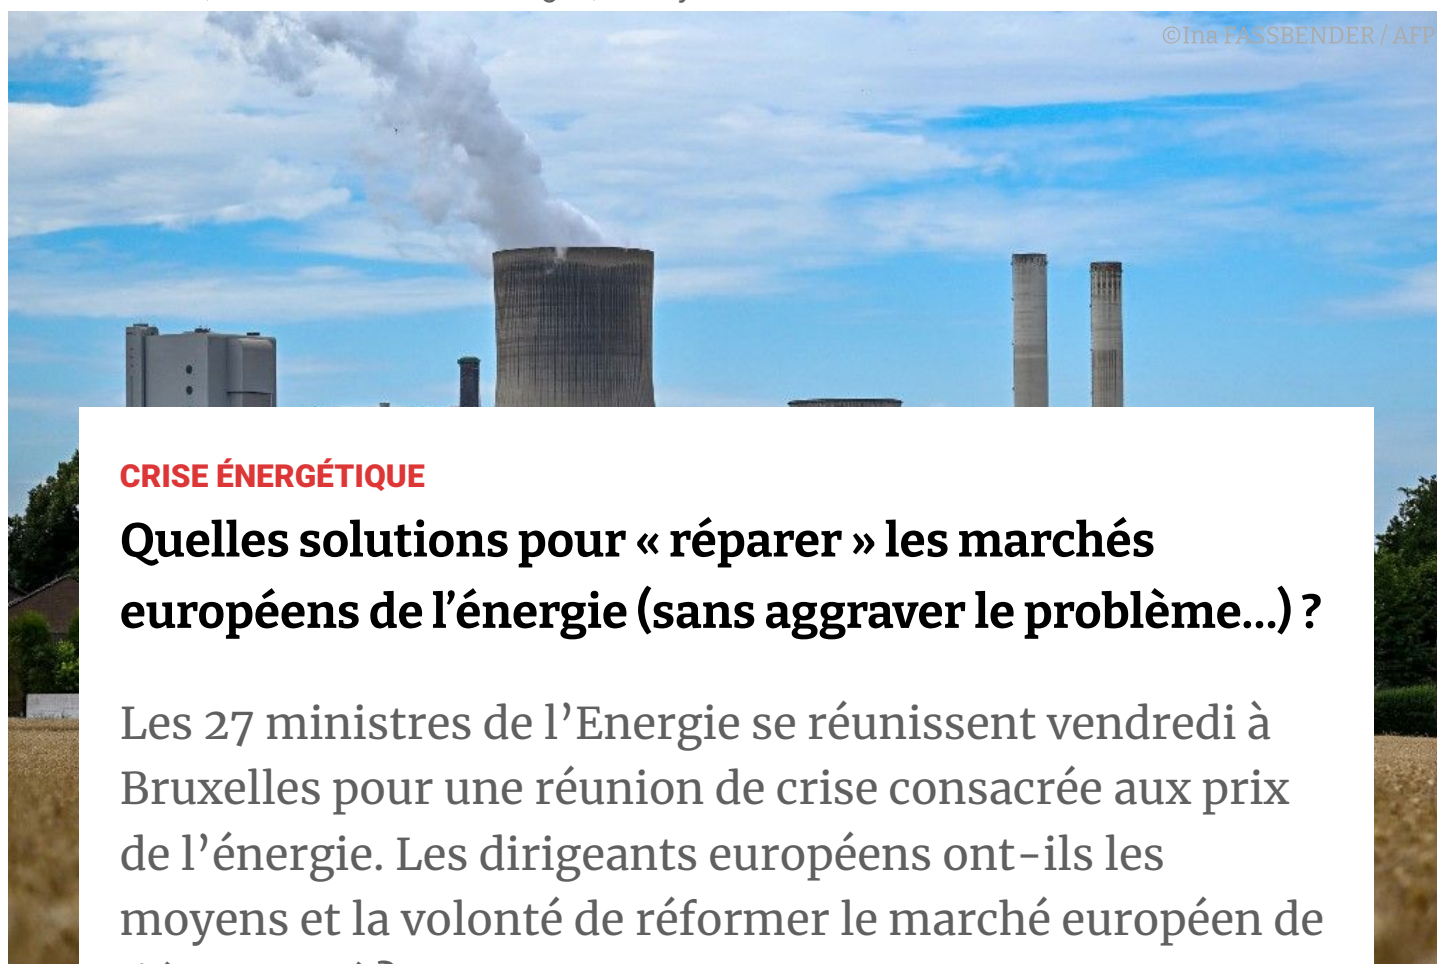 ©Ina FASSBENDER / AFP
CRISE ÉNERGÉTIQUE
Quelles solutions pour « réparer » les marchés
européens de l’énergie (sans aggraver le problème...) ?
Les 27 ministres de l’Energie se réunissent vendredi à
Bruxelles pour une réunion de crise consacrée aux prix
de l’énergie. Les dirigeants européens ont-ils les
moyens et la volonté de réformer le marché européen de